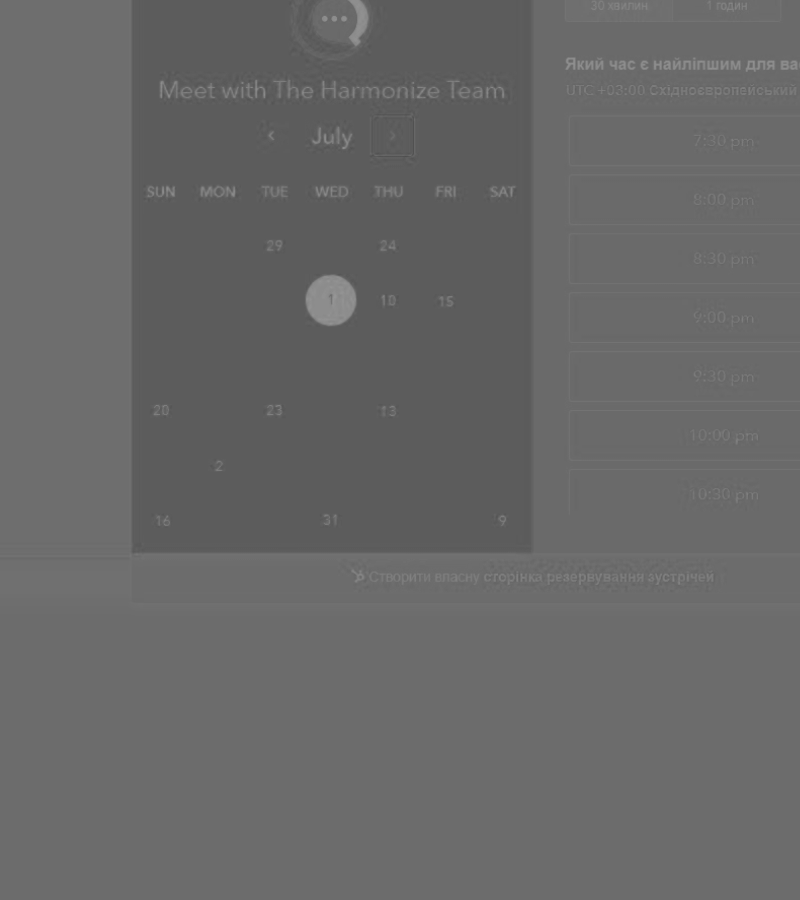 30 хвилин 1 годин
Який час є найліпшим для ва
UTC +03:00 Східноєвропейський
Meet with The Harmonize Team
July
SUN MON TUE WED THU FRI SAT
29 24
1 10 15
20 23 13
2
16 31 9
7:30 pm
8:00 pm
8:30 pm
9:00 pm
9:30 pm
10:00 pm
10:30 pm
Створити власну сторінка резервування зустрічей